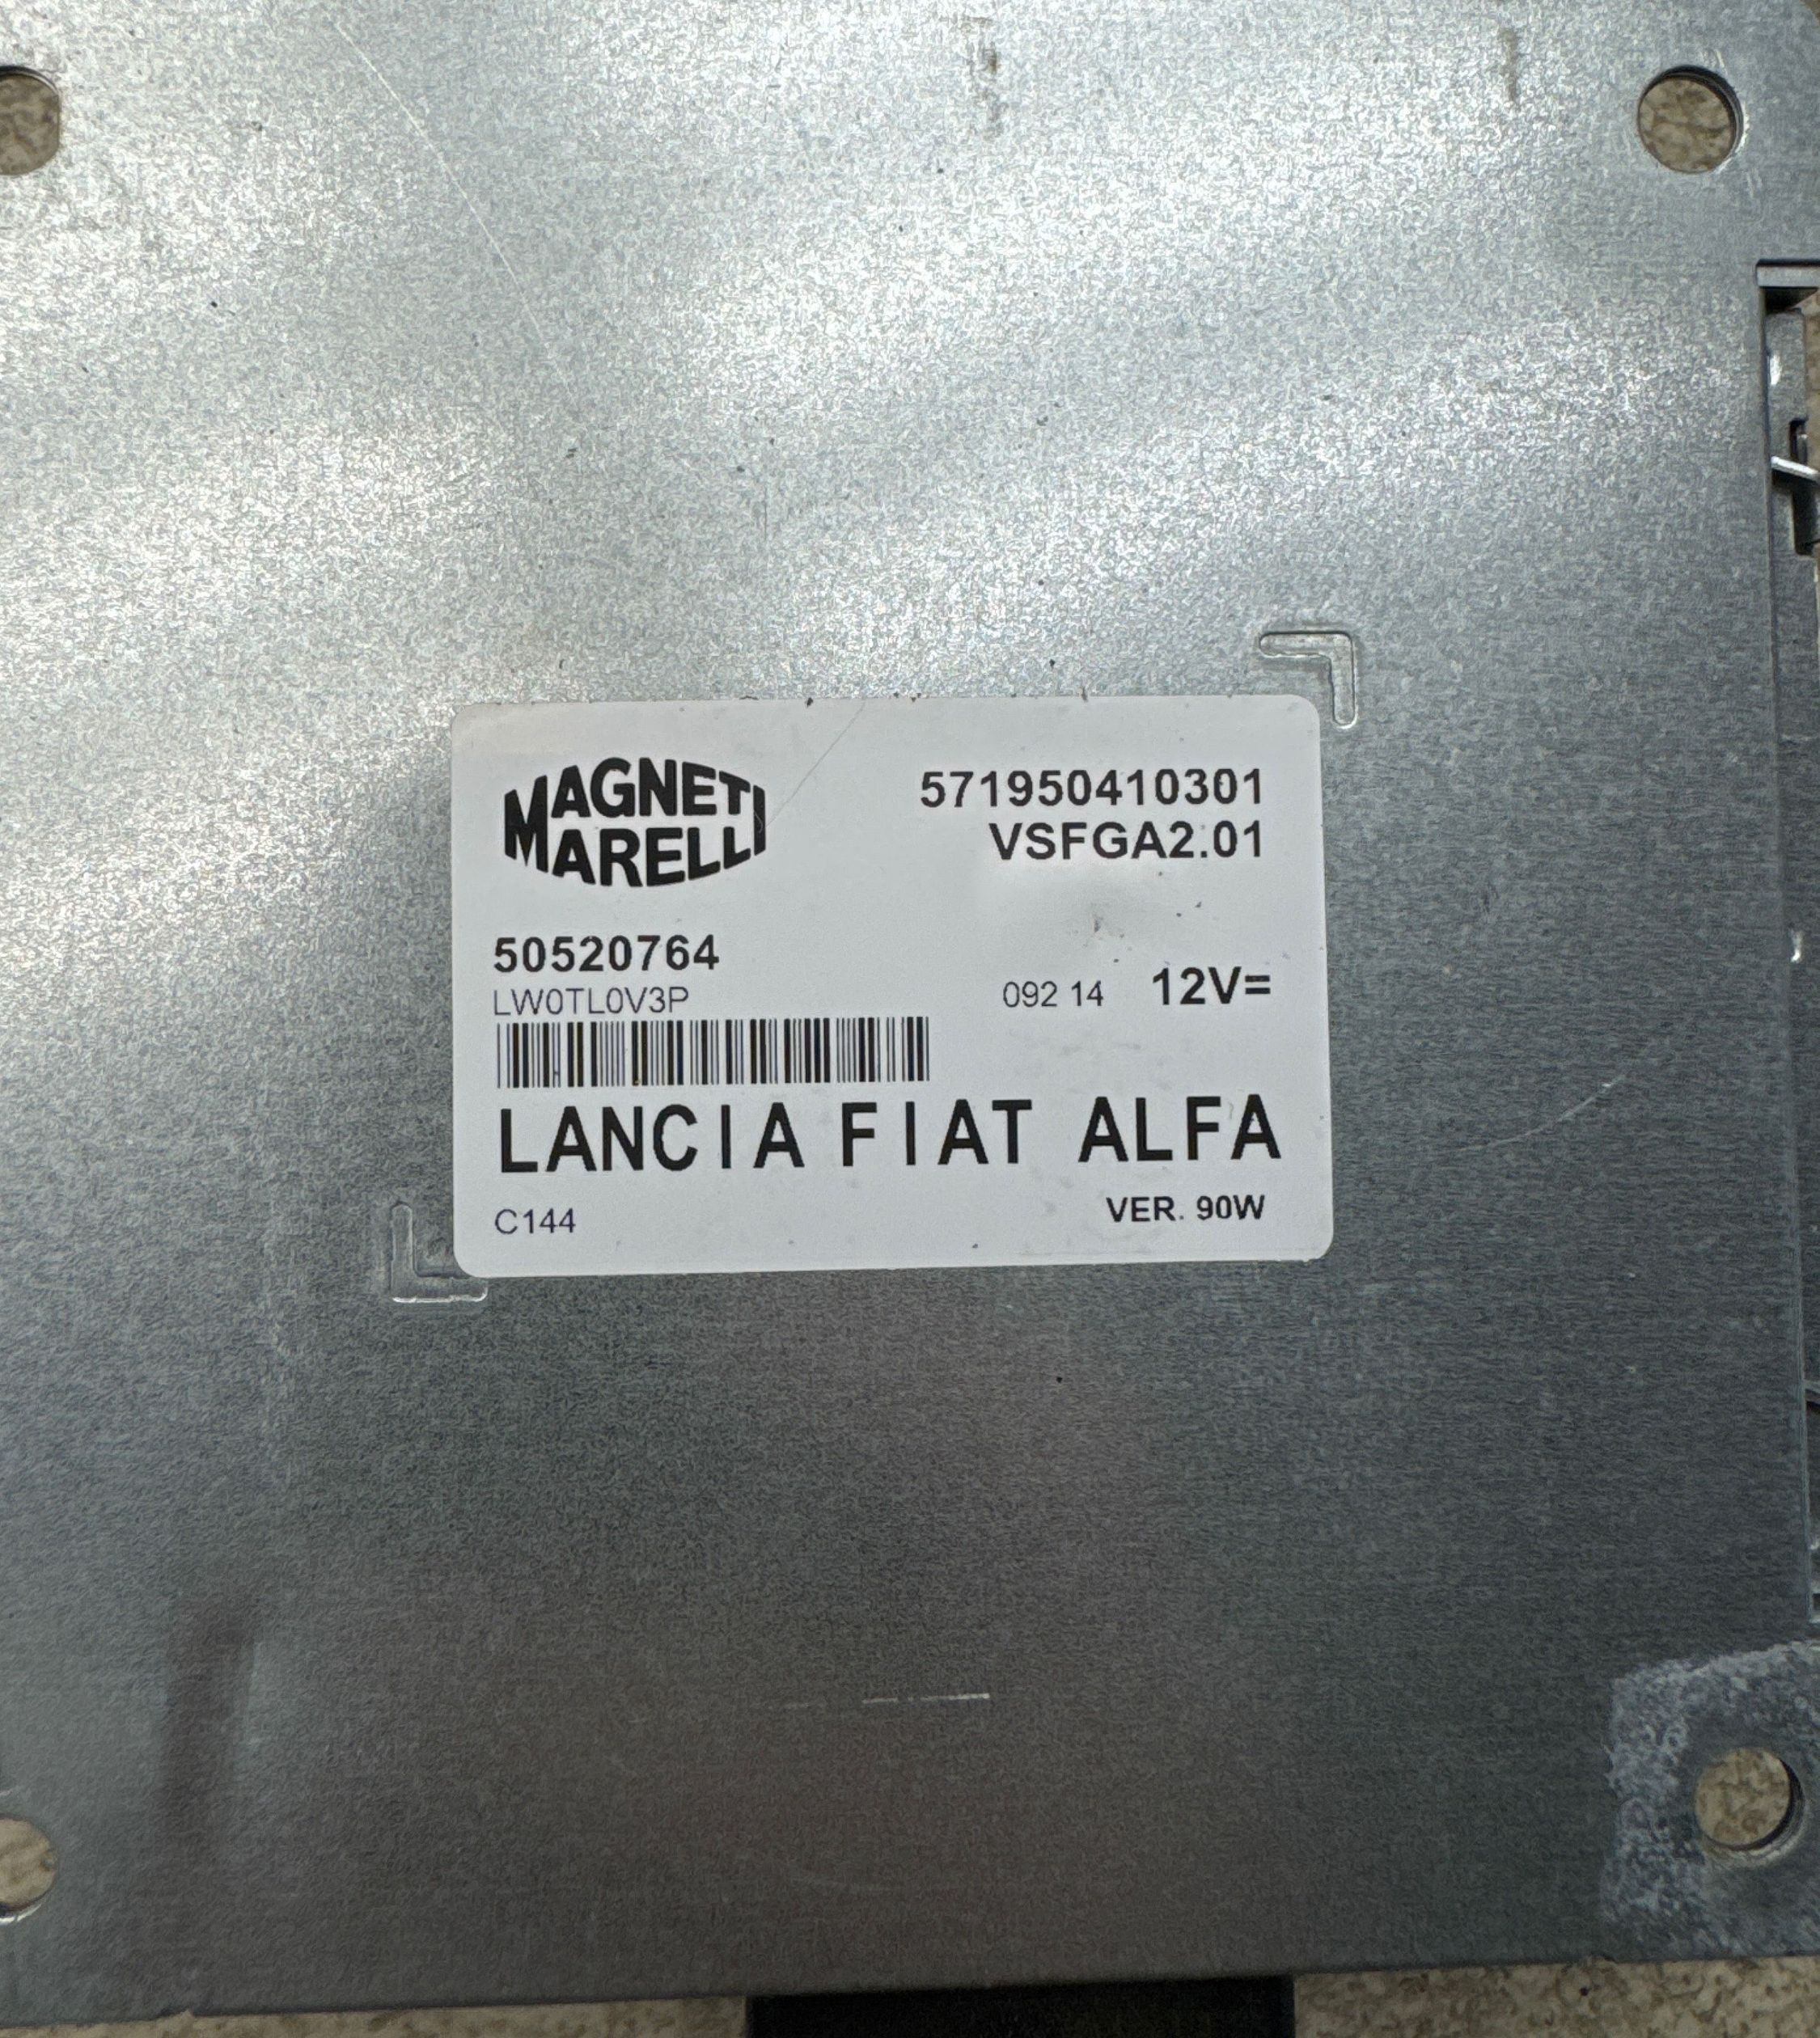 MAGNETI
MARELLI
571950410301
VSFGA2.01
50520764
LW0TL0V3P
092 14 12V=
LANCIA FIAT ALFA
C144
VER. 90W